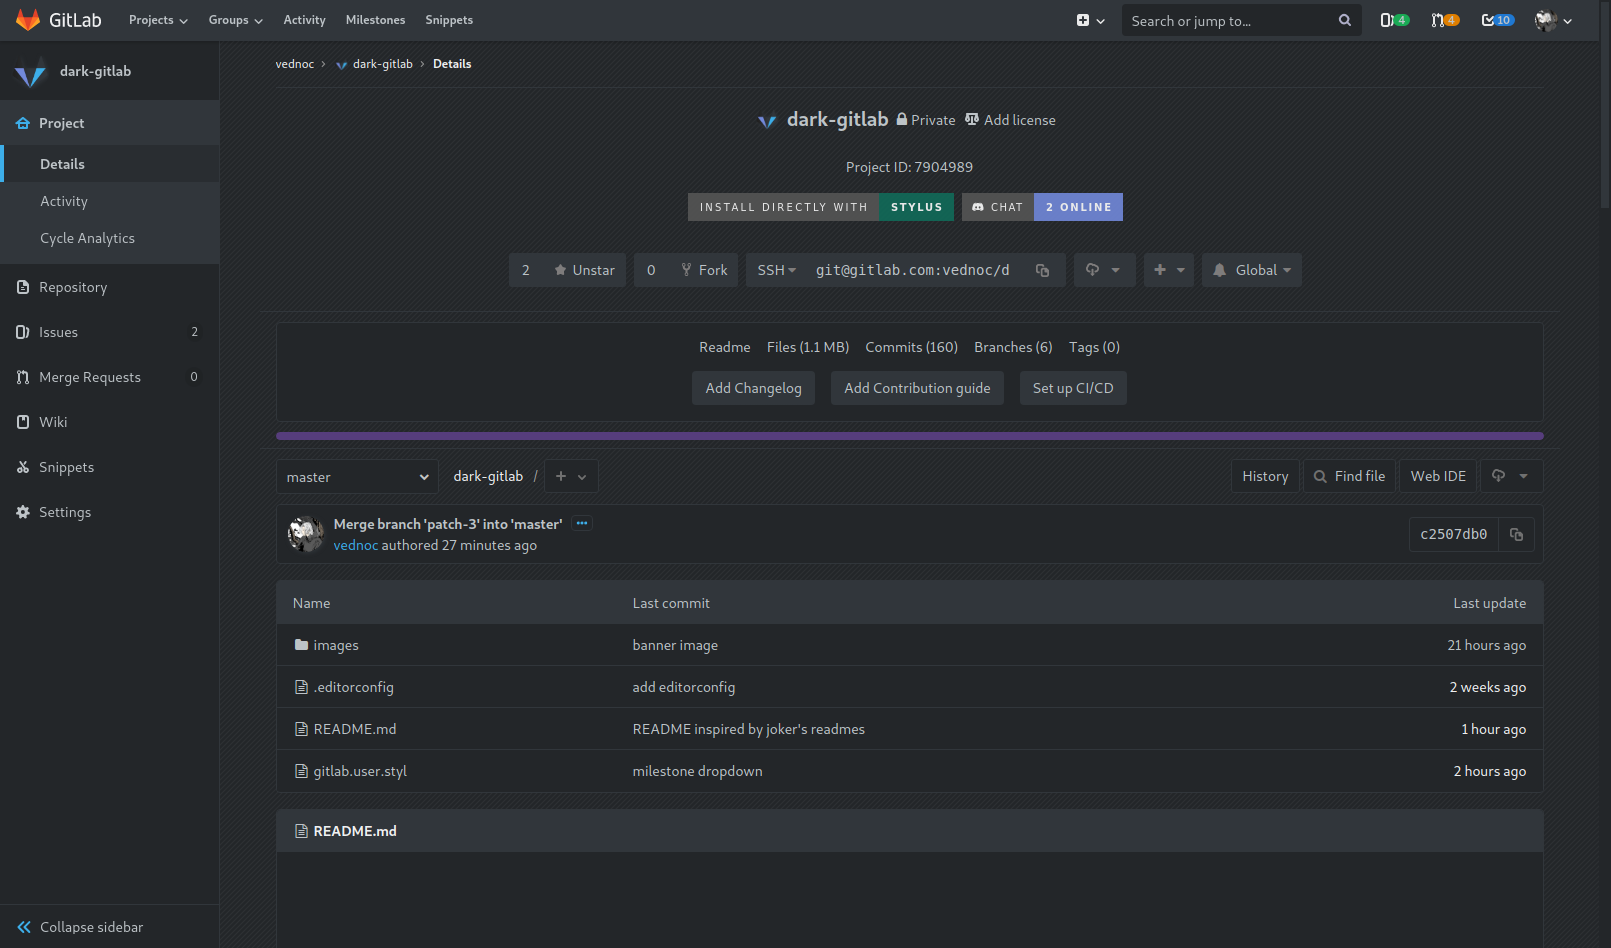 GitLab Projects Groups Activity Milestones Snippets Search or jump to... 4 4 10
dark-gitlab
Project
Details
Activity
Cycle Analytics
Repository
Issues 2
Merge Requests 0
Wiki
Snippets
Settings
Collapse sidebar
vednoc › dark-gitlab › Details
dark-gitlab Private Add license
Project ID: 7904989
INSTALL DIRECTLY WITH STYLUS CHAT 2 ONLINE
2 Unstar 0 Fork SSH git@gitlab.com:vednoc/d Global
Readme Files (1.1 MB) Commits (160) Branches (6) Tags (0)
Add Changelog Add Contribution guide Set up CI/CD
master dark-gitlab / + History Find file Web IDE
Merge branch 'patch-3' into 'master' ...
vednoc authored 27 minutes ago
c2507db0
Name Last commit Last update
images banner image 21 hours ago
.editorconfig add editorconfig 2 weeks ago
README.md README inspired by joker's readmes 1 hour ago
gitlab.user.styl milestone dropdown 2 hours ago
README.md